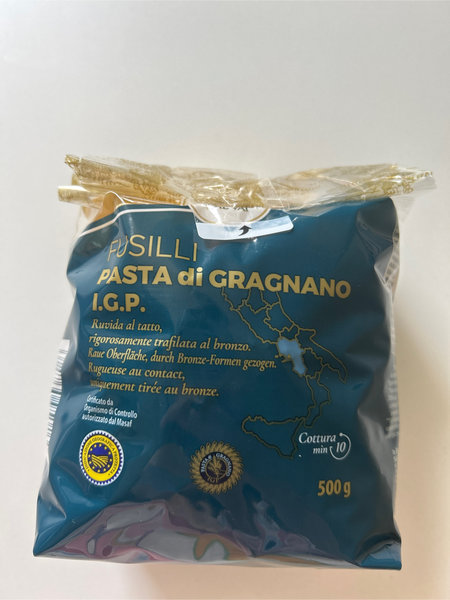 FUSILLI
PASTA di GRAGNANO
I.G.P.
Ruvida al tatto,
rigorosamente trafilata al bronzo.
Raue Oberfläche, durch Bronze-Formen gezogen.
Rugueuse au contact,
uniquement tirée au bronze.
Certificato da
Organismo di Controllo
autorizzato dal Masaf
Cottura
min 10
500 g